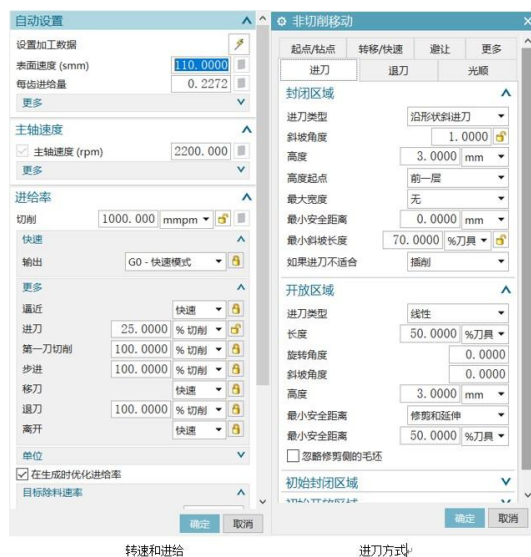 自动设置
设置加工数据
表面速度 (smm) 110.0000
每齿进给量 0.2272
更多
主轴速度
主轴速度 (rpm) 2200.000
更多
进给率
切削 1000.000 mmpm
快速
输出 G0 - 快速模式
更多
逼近 快速
进刀 25.0000 % 切削
第一刀切削 100.0000 % 切削
步进 100.0000 % 切削
移刀 快速
退刀 100.0000 % 切削
离开 快速
单位
在生成时优化进给率
目标除料速率
确定 取消
转速和进给
非切削移动
起点/钻点 转移/快速 避让 更多
进刀 退刀 光顺
封闭区域
进刀类型 沿形状斜进刀
斜坡角度 1.0000
高度 3.0000 mm
高度起点 前一层
最大宽度 无
最小安全距离 0.0000 mm
最小斜坡长度 70.0000 %刀具
如果进刀不适合 插削
开放区域
进刀类型 线性
长度 50.0000 %刀具
旋转角度 0.0000
斜坡角度 0.0000
高度 3.0000 mm
最小安全距离 修剪和延伸
最小安全距离 50.0000 %刀具
忽略修剪侧的毛坯
初始封闭区域
初始开放区域
确定 取消
进刀方式